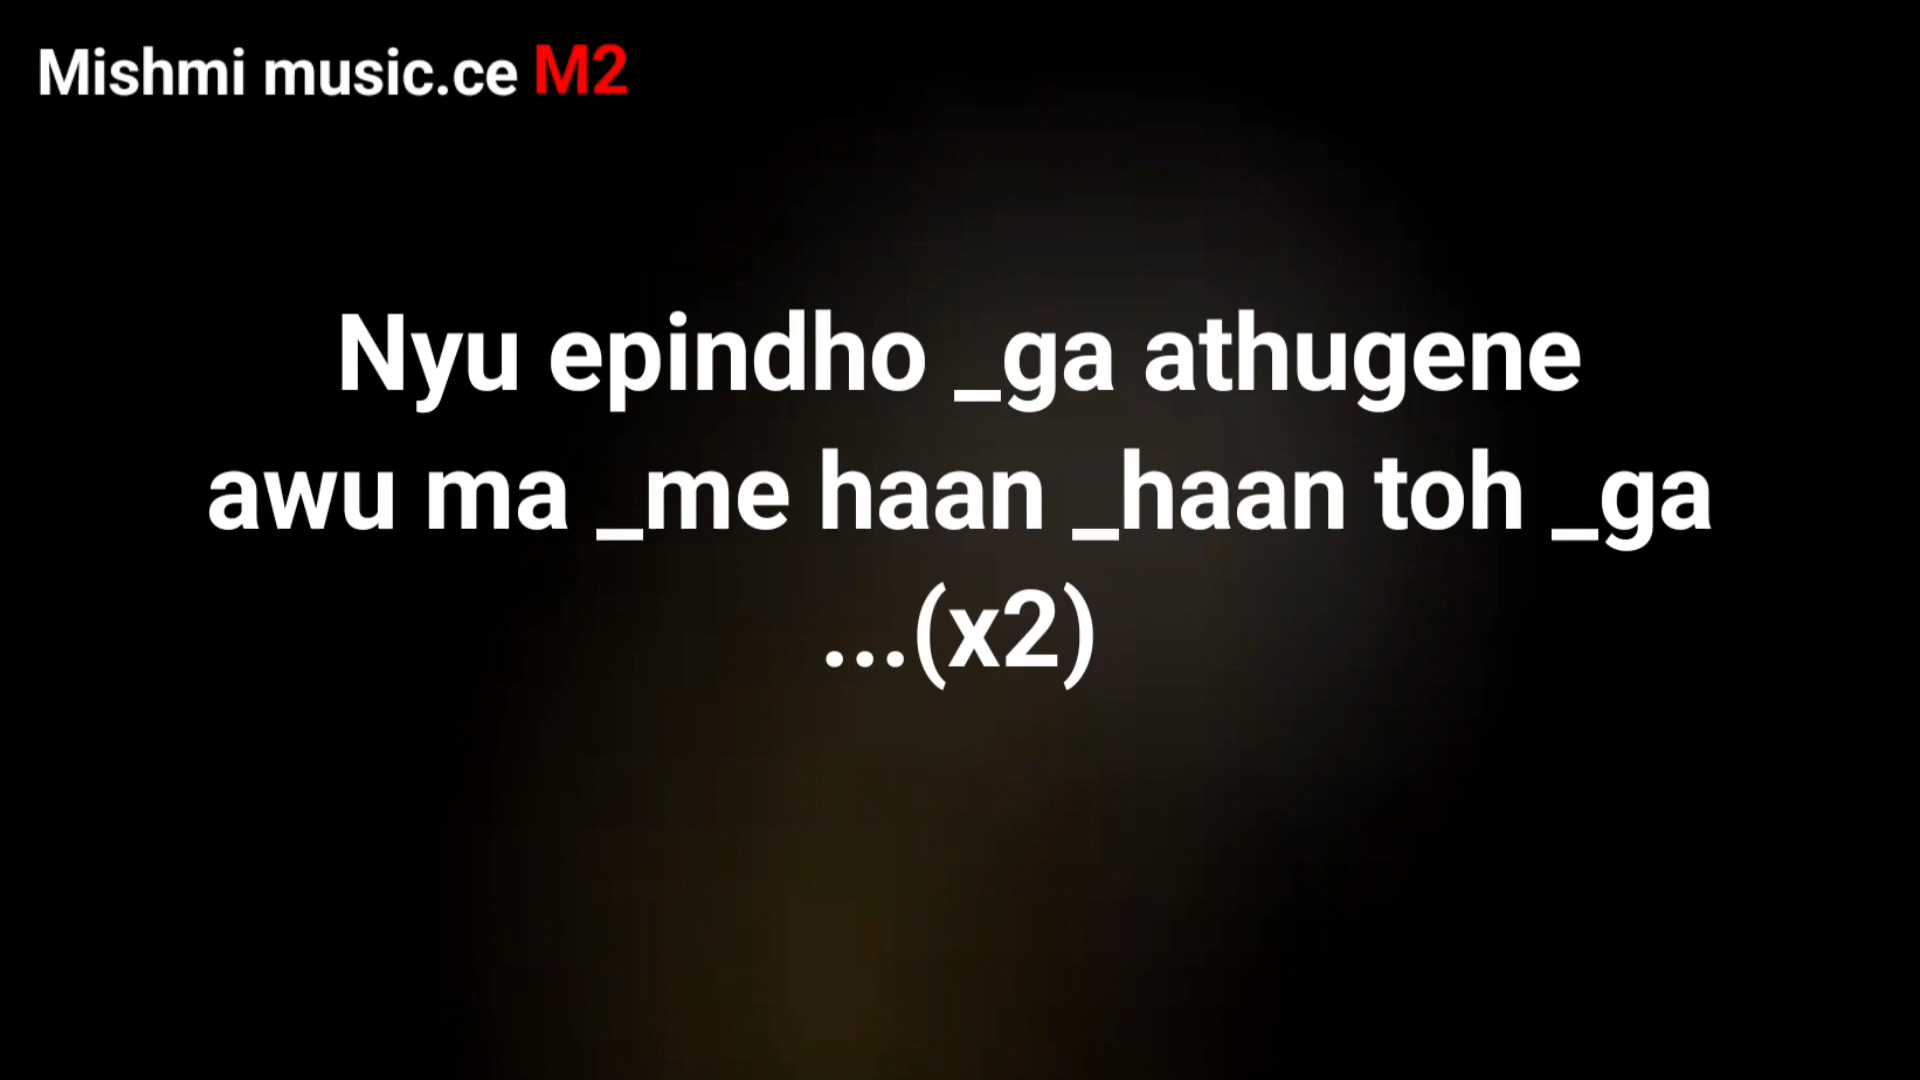 Mishmi music.ce M2
Nyu epindho _ga athugene
awu ma _me haan _haan toh _ga
...(x2)